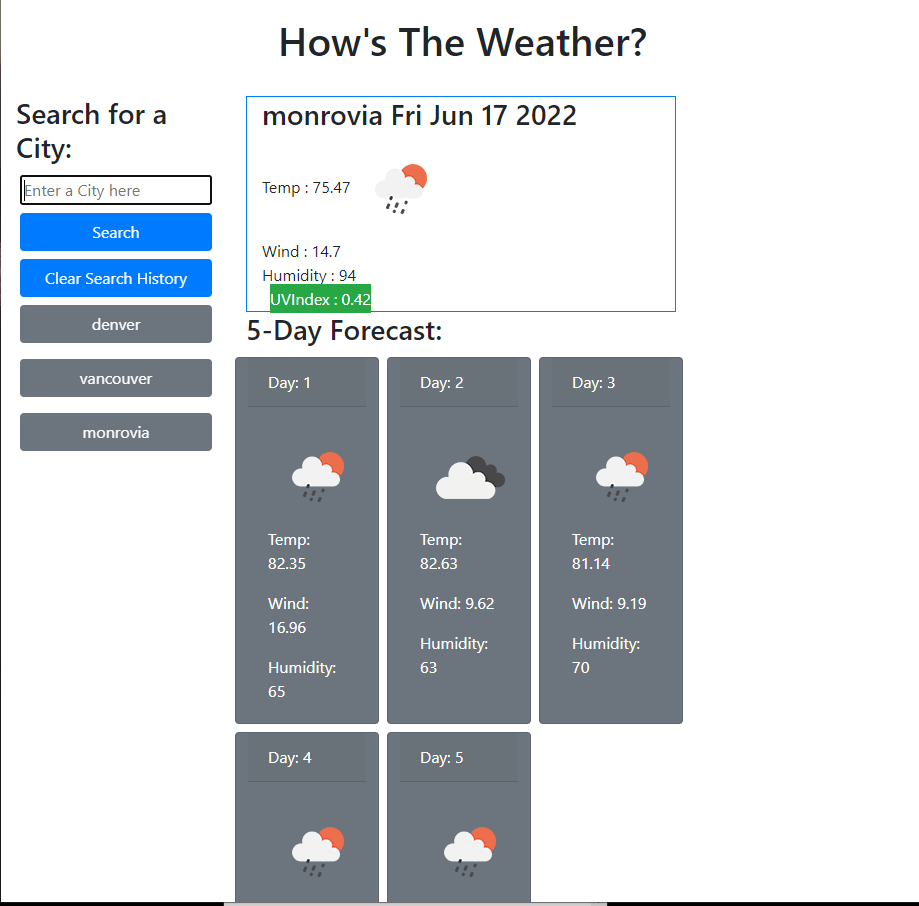 How's The Weather?
Search for a
City:
Enter a City here
Search
Clear Search History
denver
vancouver
monrovia
monrovia Fri Jun 17 2022
Temp : 75.47
Wind : 14.7
Humidity : 94
UVIndex : 0.42
5-Day Forecast:
Day: 1
Temp:
82.35
Wind:
16.96
Humidity:
65
Day: 2
Temp:
82.63
Wind: 9.62
Humidity:
63
Day: 3
Temp:
81.14
Wind: 9.19
Humidity:
70
Day: 4
Day: 5